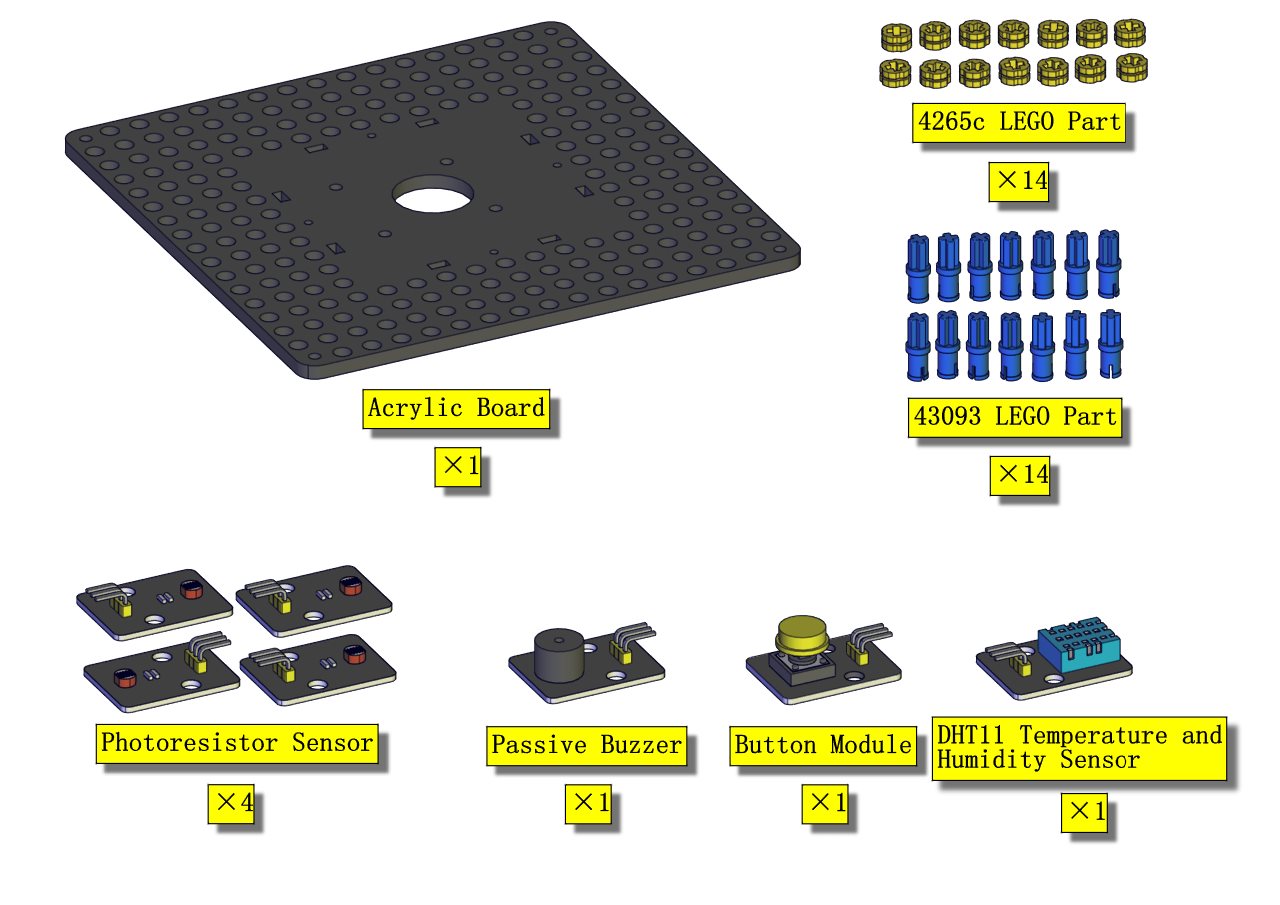 4265c LEGO Part
×14
43093 LEGO Part
×14
Acrylic Board
×1
Photoresistor Sensor
×4
Passive Buzzer
×1
Button Module
×1
DHT11 Temperature and
Humidity Sensor
×1